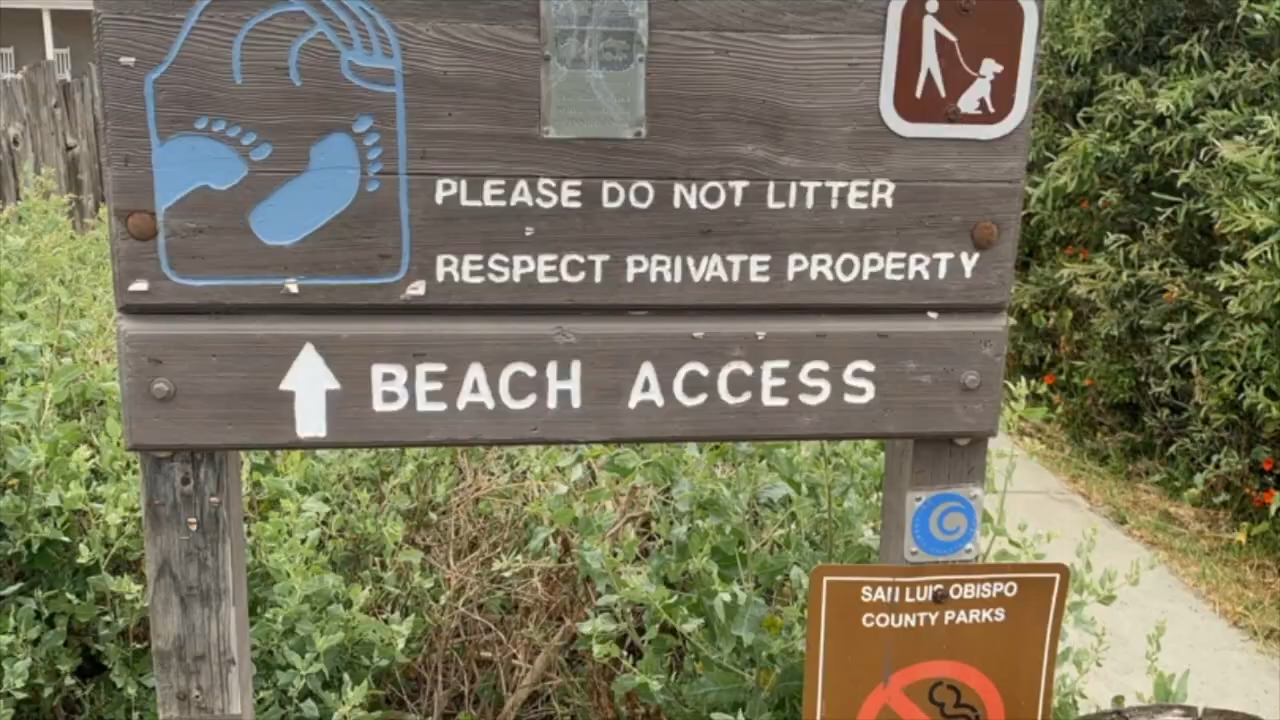 PLEASE DO NOT LITTER
RESPECT PRIVATE PROPERTY
BEACH ACCESS
SAN LUIS OBISPO
COUNTY PARKS